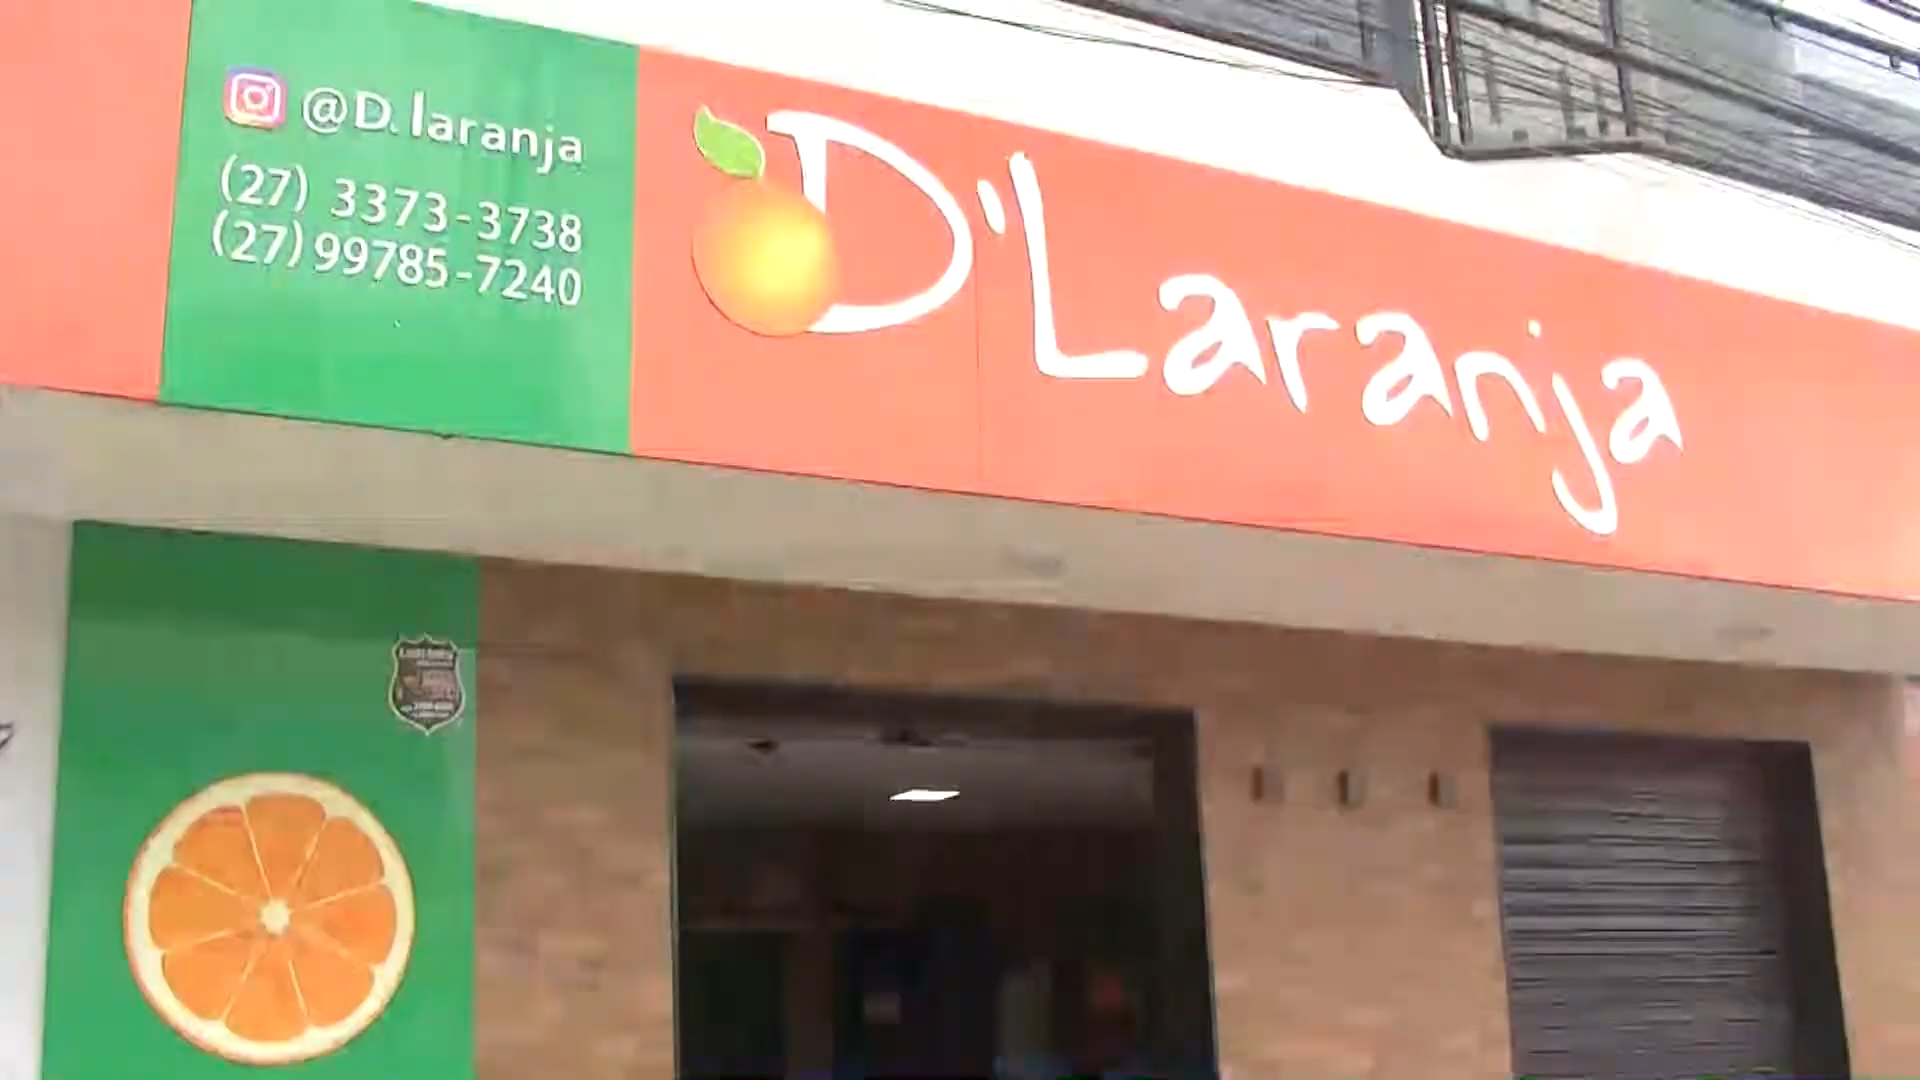 @D.laranja
(27) 3373-3738
(27) 99785-7240
D'Laranja